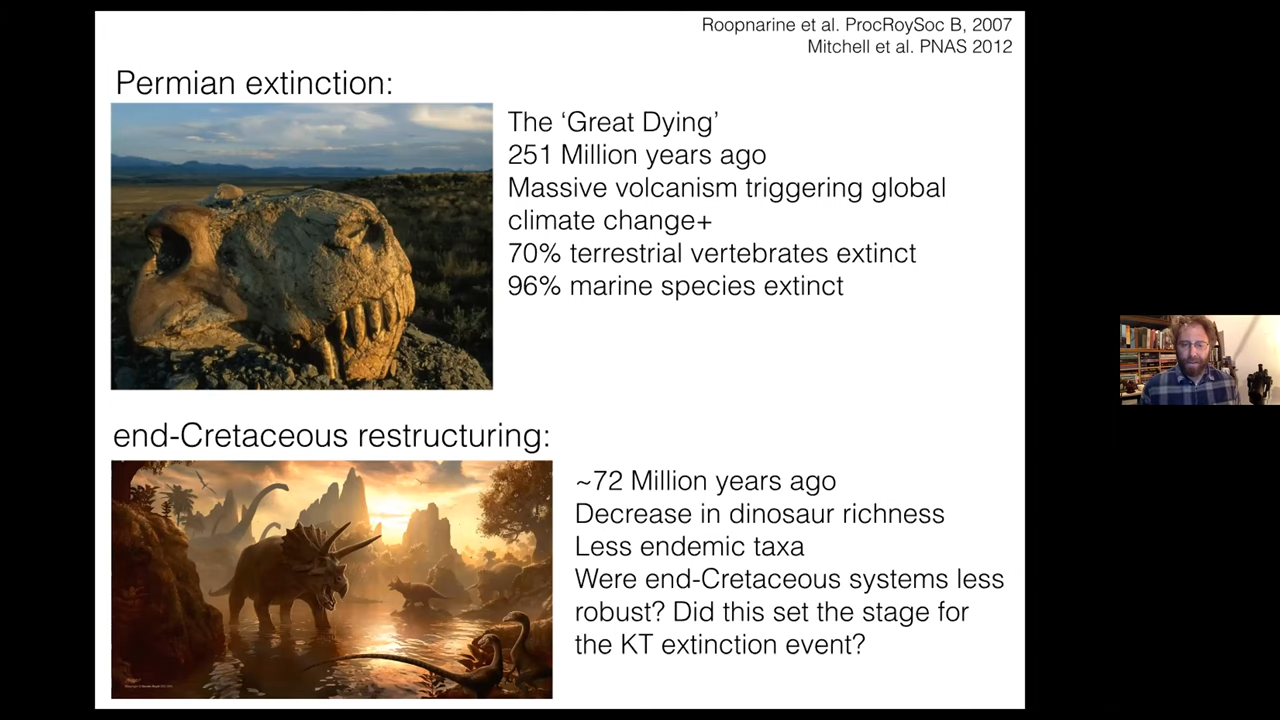 Roopnarine et al. ProcRoySoc B, 2007
Mitchell et al. PNAS 2012
Permian extinction:
The ‘Great Dying’
251 Million years ago
Massive volcanism triggering global
climate change+
70% terrestrial vertebrates extinct
96% marine species extinct
end-Cretaceous restructuring:
~72 Million years ago
Decrease in dinosaur richness
Less endemic taxa
Were end-Cretaceous systems less
robust? Did this set the stage for
the KT extinction event?